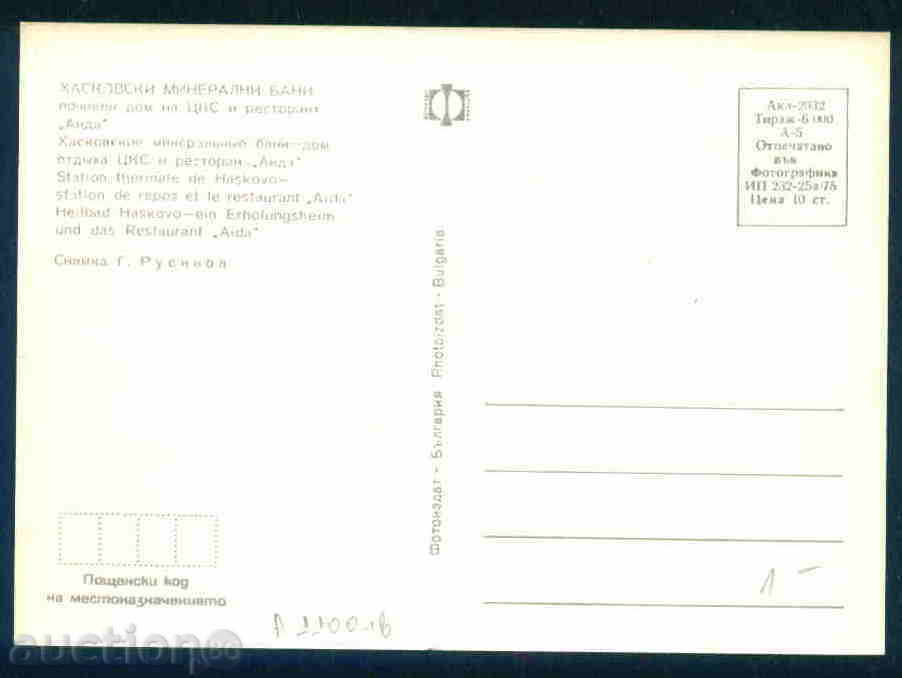 ХАСКОВСКИ МИНЕРАЛНИ БАНИ
почивен дом на ЦКС и ресторант
„Аида"
Хасковские минеральные бани—дом
отдыха ЦКС и ресторан „Аида"
Station thermale de Haskovo—
station de repos et le restaurant „Aida"
Heilbad Haskovo—ein Erholungsheim
und das Restaurant „Aida"
Снимка Г. Русинов
Фотоиздат - България Photoizdat - Bulgaria
Акл-2032
Тираж-6 000
А-5
Отпечатано
във
Фотографика
ИП 232-25а/75
Цена 10 ст.
Пощенски код
на местоназначението
1 —